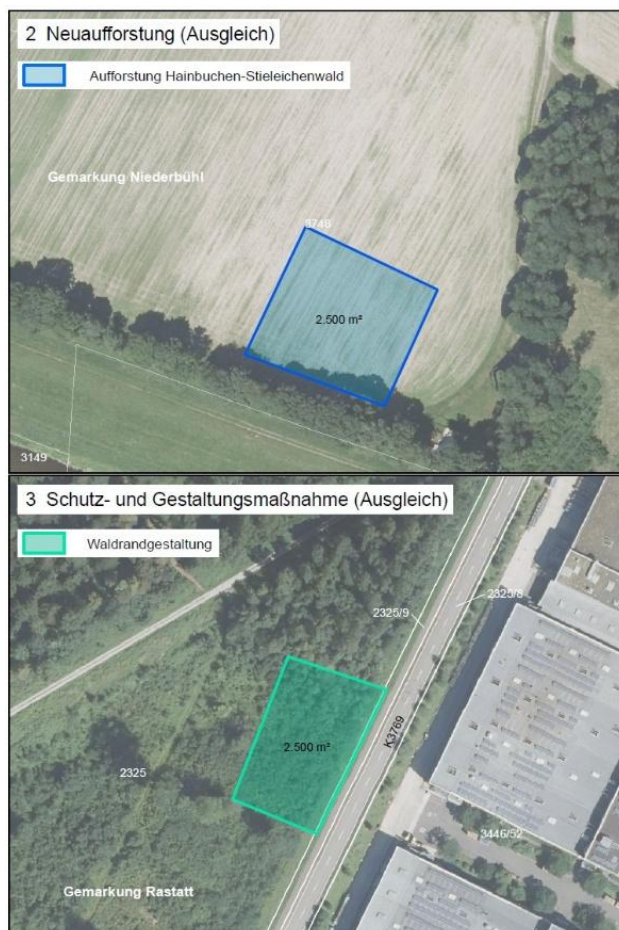 2 Neuaufforstung (Ausgleich)
Aufforstung Hainbuchen-Stieleichenwald
Gemarkung Niederbühl
3748
2.500 m²
3149
3 Schutz- und Gestaltungsmaßnahme (Ausgleich)
Waldrandgestaltung
2325/9
2325/8
K3769
2.500 m²
2325
3446/52
Gemarkung Rastatt